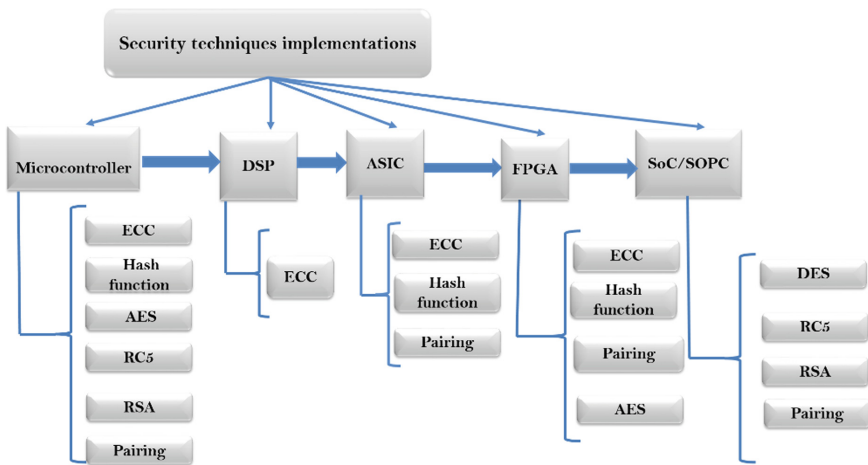 Security techniques implementations
Microcontroller
DSP
ASIC
FPGA
SoC/SOPC
ECC
Hash
function
AES
RC5
RSA
Pairing
ECC
ECC
Hash
function
Pairing
ECC
Hash
function
Pairing
AES
DES
RC5
RSA
Pairing